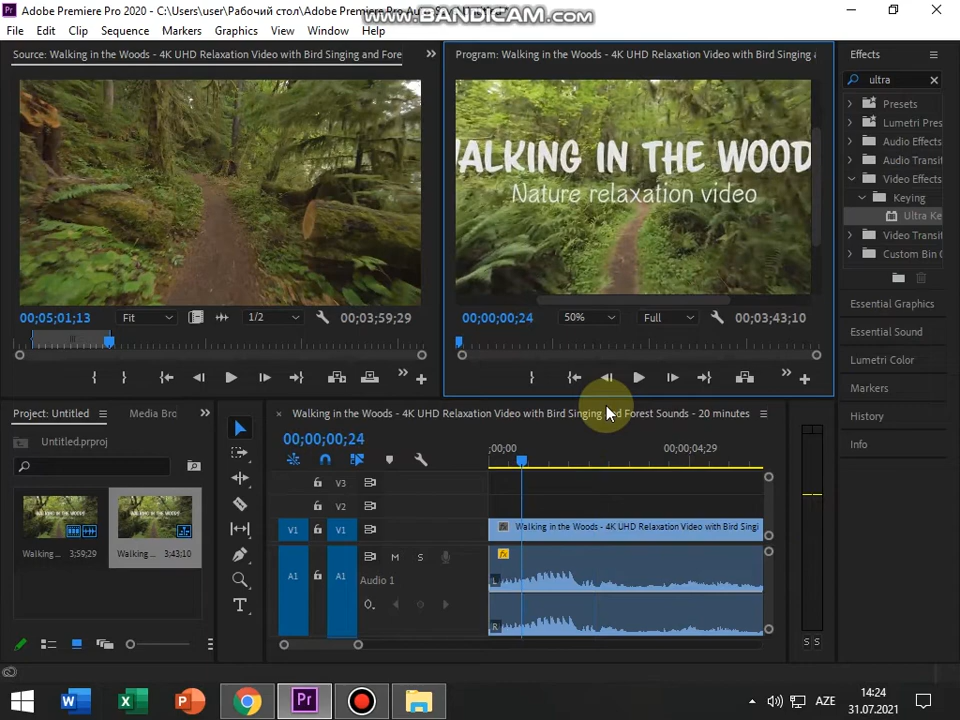 Adobe Premiere Pro 2020 - C:\Users\user\Рабочий стол\Adobe Premiere Pro Au
www.BANDICAM.com
File Edit Clip Sequence Markers Graphics View Window Help
Source: Walking in the Woods - 4K UHD Relaxation Video with Bird Singing and Fore
Program: Walking in the Woods - 4K UHD Relaxation Video with Bird Singing
Effects
ultra
Presets
Lumetri Pres
Audio Effects
Audio Transit
Video Effects
Keying
Ultra Ke
Video Transit
Custom Bin
Essential Graphics
Essential Sound
Lumetri Color
Markers
History
Info
ALKING IN THE WOOD
Nature relaxation video
00;05;01;13 Fit 1/2 00;03;59;29
00;00;00;24 50% Full 00;03;43;10
Project: Untitled Media Bro
Untitled.prproj
Walking ... 3;59;29
Walking ... 3;43;10
Walking in the Woods - 4K UHD Relaxation Video with Bird Singing and Forest Sounds - 20 minutes
00;00;00;24
;00;00 00;00;04;29
V3
V2
V1 V1 Walking in the Woods - 4K UHD Relaxation Video with Bird Singi
fx
A1 A1 M S
Audio 1
L
R
S S
AZE
14:24
31.07.2021